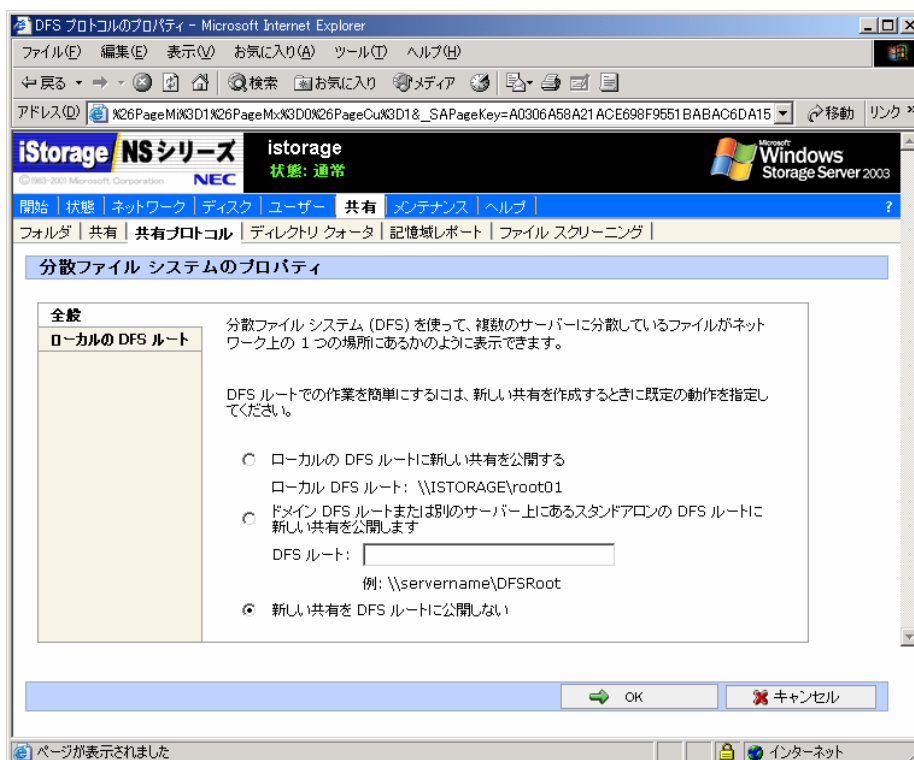 DFS プロトコルのプロパティ - Microsoft Internet Explorer
ファイル(F) 編集(E) 表示(V) お気に入り(A) ツール(T) ヘルプ(H)
戻る 検索 お気に入り メディア
アドレス(D) %26PageMi%3D1%26PageMx%3D0%26PageCu%3D1&_SAPageKey=A0306A58A21ACE698F9551BABAC6DA15 移動 リンク »
iStorage NSシリーズ
istorage
状態: 通常
©1983-2001 Microsoft Corporation NEC
Microsoft
Windows
Storage Server 2003
開始 | 状態 | ネットワーク | ディスク | ユーザー | 共有 | メンテナンス | ヘルプ | ?
フォルダ | 共有 | 共有プロトコル | ディレクトリ クォータ | 記憶域レポート | ファイル スクリーニング |
分散ファイル システムのプロパティ
全般
ローカルの DFS ルート
分散ファイル システム (DFS) を使って、複数のサーバーに分散しているファイルがネット
ワーク上の 1 つの場所にあるかのように表示できます。
DFS ルートでの作業を簡単にするには、新しい共有を作成するときに既定の動作を指定し
てください。
ローカルの DFS ルートに新しい共有を公開する
ローカル DFS ルート: \\ISTORAGE\root01
ドメイン DFS ルートまたは別のサーバー上にあるスタンドアロンの DFS ルートに
新しい共有を公開します
DFS ルート:
例: \\servername\DFSRoot
新しい共有を DFS ルートに公開しない
OK キャンセル
ページが表示されました インターネット